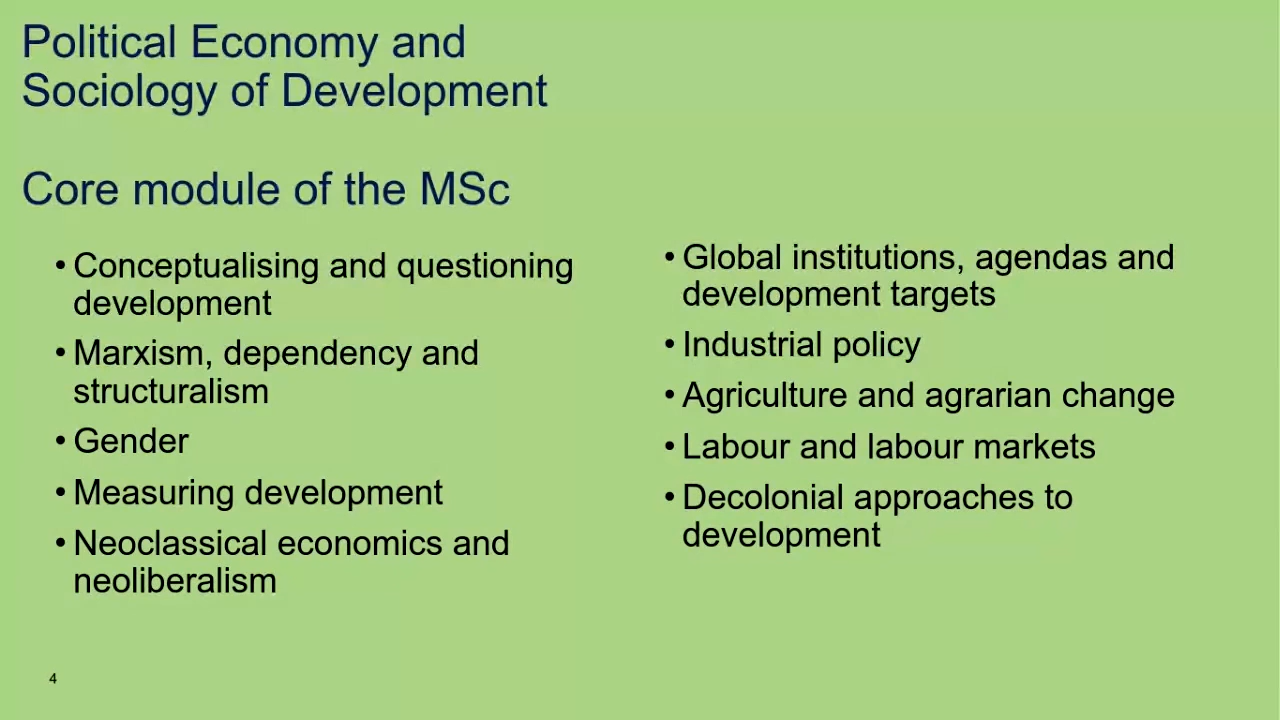 Political Economy and
Sociology of Development
Core module of the MSc
• Conceptualising and questioning
development
• Marxism, dependency and
structuralism
• Gender
• Measuring development
• Neoclassical economics and
neoliberalism
• Global institutions, agendas and
development targets
• Industrial policy
• Agriculture and agrarian change
• Labour and labour markets
• Decolonial approaches to
development
4